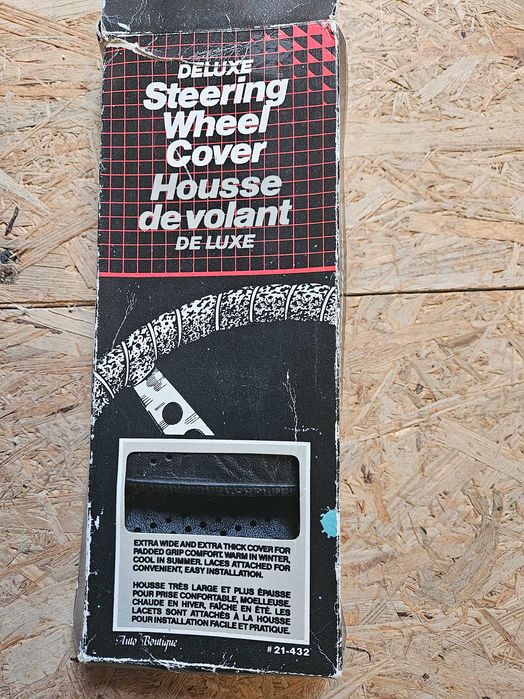 DELUXE
Steering
Wheel
Cover
Housse
de volant
DE LUXE
EXTRA WIDE AND EXTRA THICK COVER FOR
PADDED GRIP COMFORT. WARM IN WINTER,
COOL IN SUMMER. LACES ATTACHED FOR
CONVENIENT, EASY INSTALLATION.
HOUSSE TRÈS LARGE ET PLUS ÉPAISSE
POUR PRISE CONFORTABLE, MOELLEUSE.
CHAUDE EN HIVER, FAÎCHE EN ÉTÉ. LES
LACETS SONT ATTACHÉS À LA HOUSSE
POUR INSTALLATION FACILE ET PRATIQUE.
Auto Boutique
# 21-432